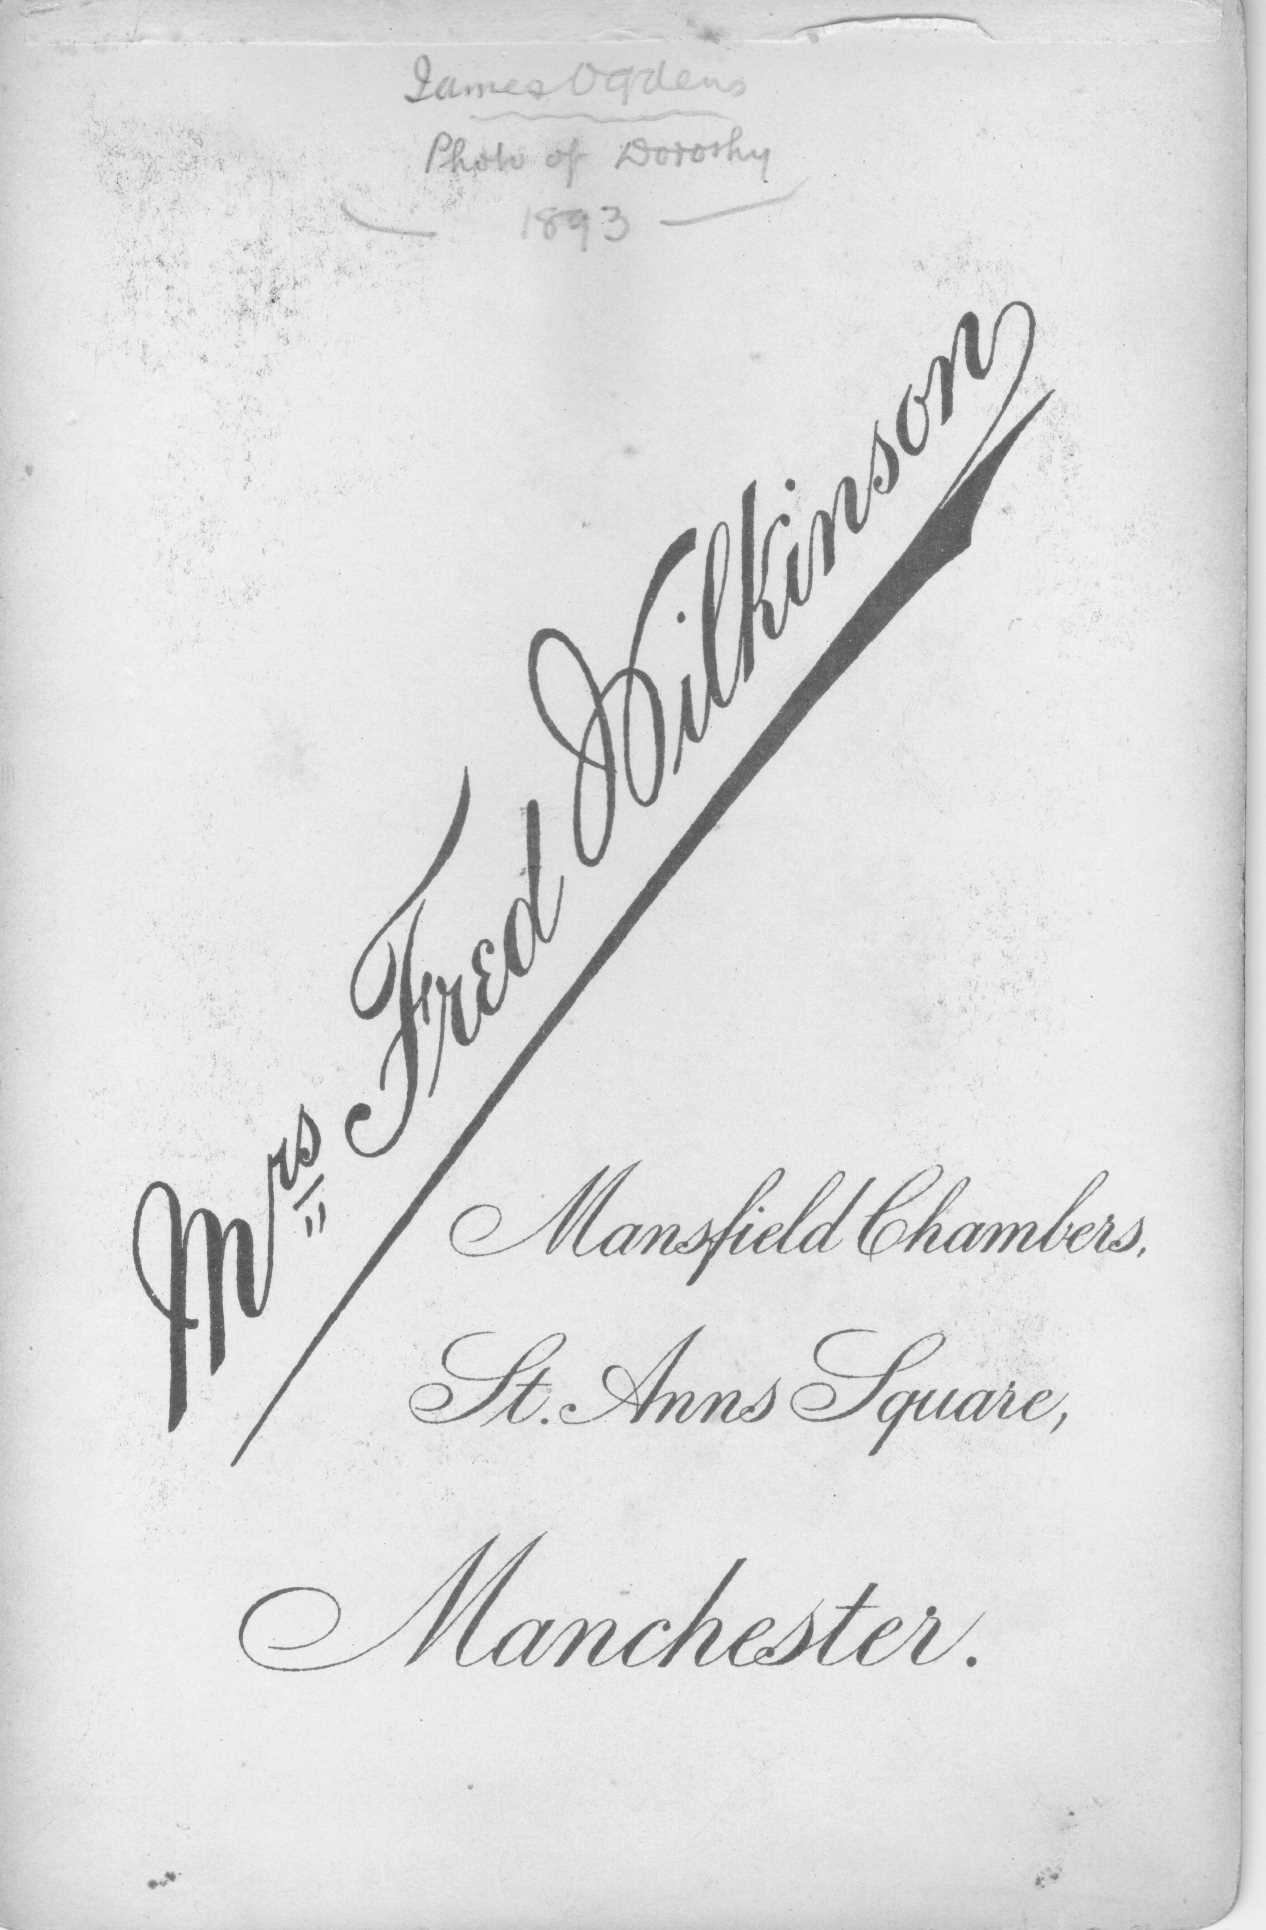 James Ogdens
Photo of Dorothy
1893
Mrs Fred Wilkinson
Mansfield Chambers,
St. Anns Square,
Manchester.